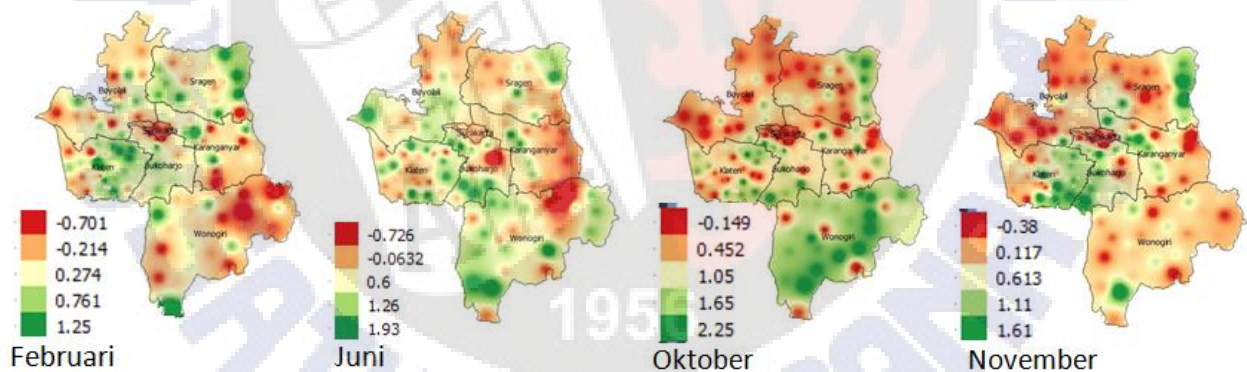 Boyolali
Sragen
Surakarta
Karanganyar
Klaten
Sukoharjo
Wonogiri
-0.701
-0.214
0.274
0.761
1.25
Februari
Boyolali
Sragen
Surakarta
Karanganyar
Klaten
Sukoharjo
Wonogiri
-0.726
-0.0632
0.6
1.26
1.93
Juni
Boyolali
Sragen
Surakarta
Karanganyar
Klaten
Sukoharjo
Wonogiri
-0.149
0.452
1.05
1.65
2.25
Oktober
Boyolali
Sragen
Surakarta
Karanganyar
Klaten
Sukoharjo
Wonogiri
-0.38
0.117
0.613
1.11
1.61
November
1956